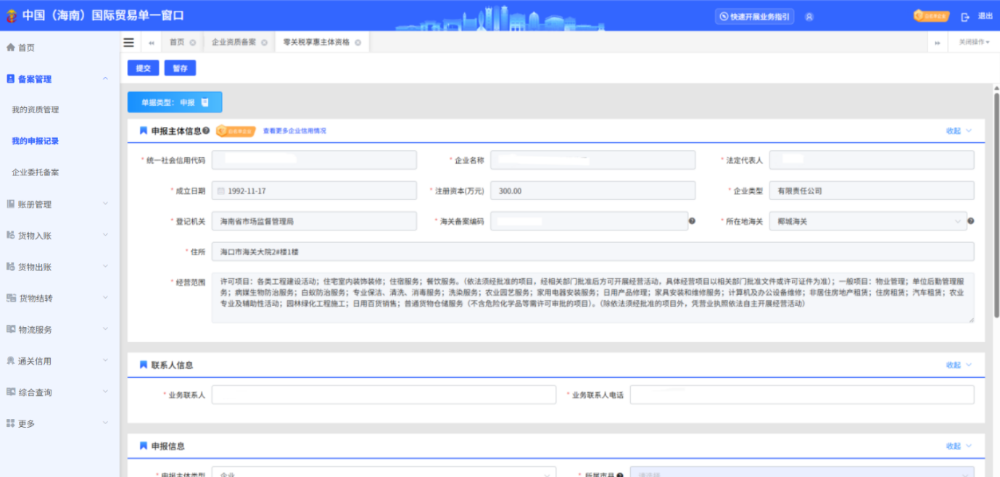 中国（海南）国际贸易单一窗口
快速开展业务指引
退出
首页
企业资质备案
零关税享惠主体资格
关闭操作
首页
备案管理
我的资质管理
我的申报记录
企业委托备案
账册管理
货物入账
货物出账
货物结转
物流服务
通关信用
综合查询
更多
提交 暂存
单据类型： 申报
申报主体信息
查看更多企业信用情况
收起
* 统一社会信用代码
* 企业名称
* 法定代表人
* 成立日期 1992-11-17
* 注册资本(万元) 300.00
* 企业类型 有限责任公司
* 登记机关 海南省市场监督管理局
* 海关备案编码
* 所在地海关 椰城海关
* 住所 海口市海关大院2#楼1楼
* 经营范围
许可项目：各类工程建设活动；住宅室内装饰装修；住宿服务；餐饮服务。（依法须经批准的项目，经相关部门批准后方可开展经营活动，具体经营项目以相关部门批准文件或许可证件为准）；一般项目：物业管理；单位后勤管理服
务；病媒生物防治服务；白蚁防治服务；专业保洁、清洗、消毒服务；洗染服务；农业园艺服务；家用电器安装服务；日用产品修理；家具安装和维修服务；计算机及办公设备维修；非居住房地产租赁；住房租赁；汽车租赁；农业
专业及辅助性活动；园林绿化工程施工；日用百货销售；普通货物仓储服务（不含危险化学品等需许可审批的项目）。（除依法须经批准的项目外，凭营业执照依法自主开展经营活动）
联系人信息
收起
* 业务联系人
* 业务联系人电话
申报信息
收起
* 申报主体类型 企业
* 所属市县 请选择